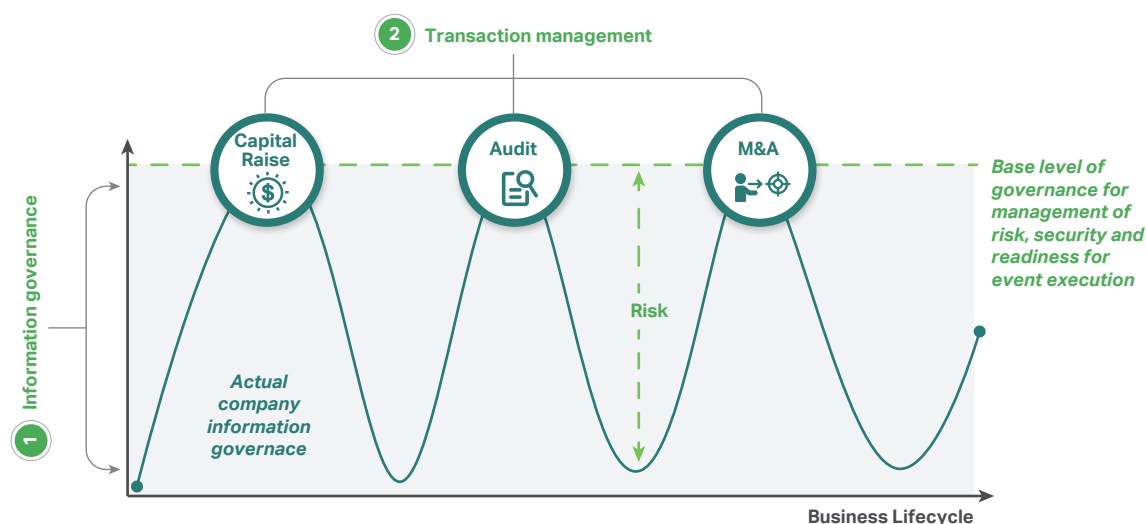 2
Transaction management
Capital
Raise
$
Audit
M&A
Base level of
governance for
management of
risk, security and
readiness for
event execution
1
Information governance
Risk
Actual
company
information
governace
Business Lifecycle